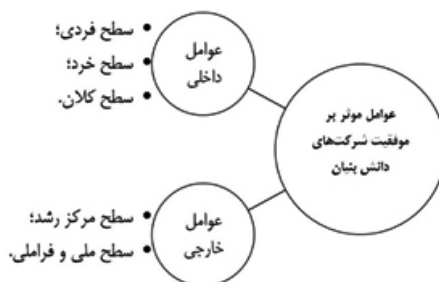 عوامل موثر بر
موفقیت شرکت‌های
دانش بنیان
عوامل
داخلی
• سطح فردی؛
• سطح خرد؛
• سطح کلان.
عوامل
خارجی
• سطح مرکز رشد؛
• سطح ملی و فراملی.